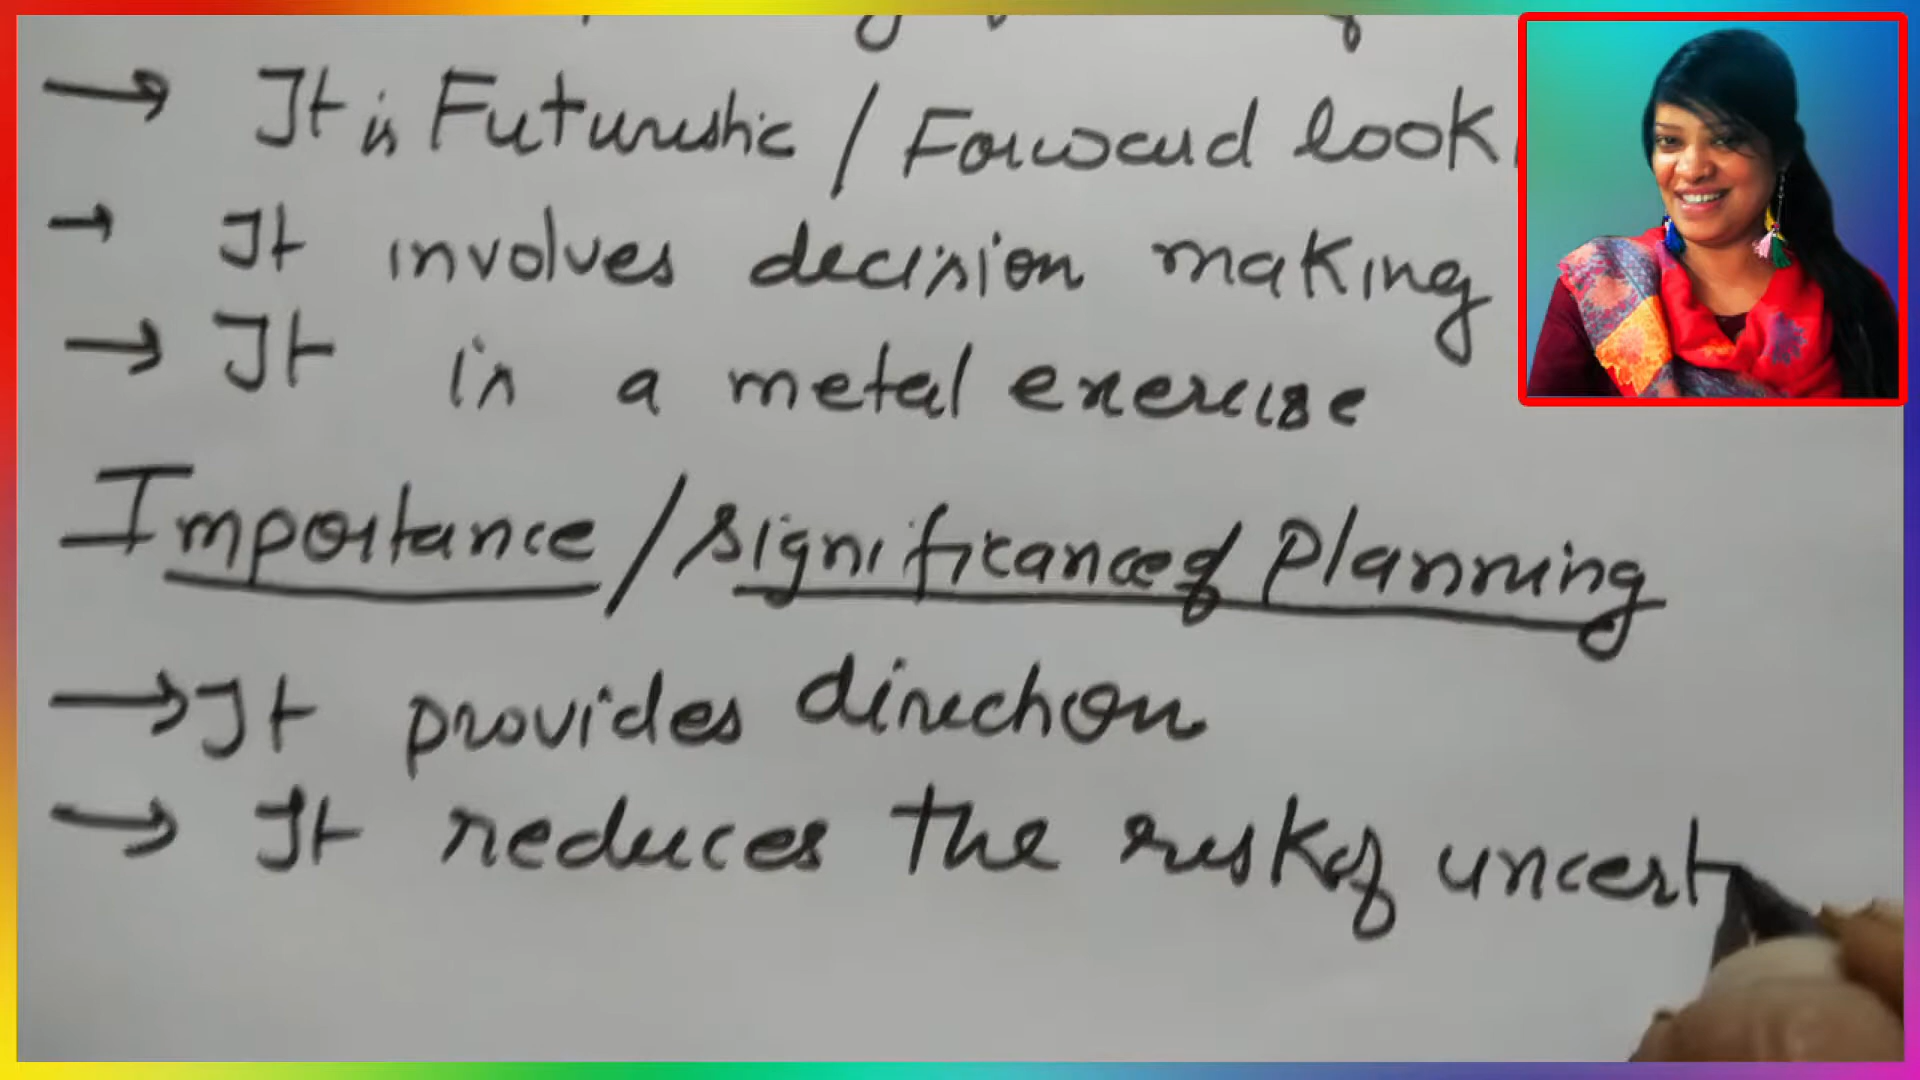 → It is Futuristic / Forward look
→ It involves decision making
→ It is a metal exercise
Importance / significance of planning
→ It provides direction
→ It reduces the risk of uncert